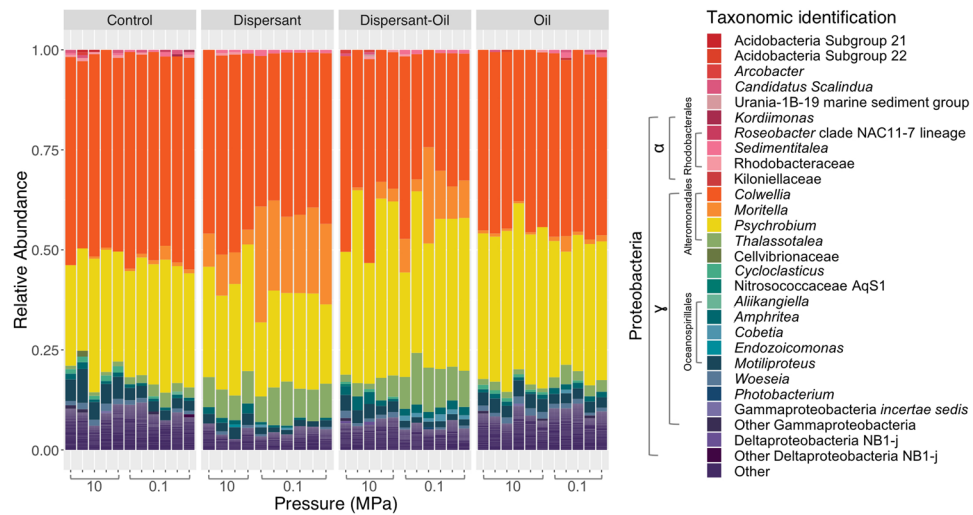 Control Dispersant Dispersant-Oil Oil
Relative Abundance
1.00
0.75
0.50
0.25
0.00
10 0.1 10 0.1 10 0.1 10 0.1
Pressure (MPa)
Taxonomic identification
Acidobacteria Subgroup 21
Acidobacteria Subgroup 22
Arcobacter
Candidatus Scalindua
Urania-1B-19 marine sediment group
Kordiimonas
Roseobacter clade NAC11-7 lineage
Sedimentitalea
Rhodobacteraceae
Kiloniellaceae
Colwellia
Moritella
Psychrobium
Thalassotalea
Cellvibrionaceae
Cycloclasticus
Nitrosococcaceae AqS1
Aliikangiella
Amphritea
Cobetia
Endozoicomonas
Motiliproteus
Woeseia
Photobacterium
Gammaproteobacteria incertae sedis
Other Gammaproteobacteria
Deltaproteobacteria NB1-j
Other Deltaproteobacteria NB1-j
Other
Proteobacteria
α
γ
Rhodobacterales
Alteromonadales
Oceanospirillales